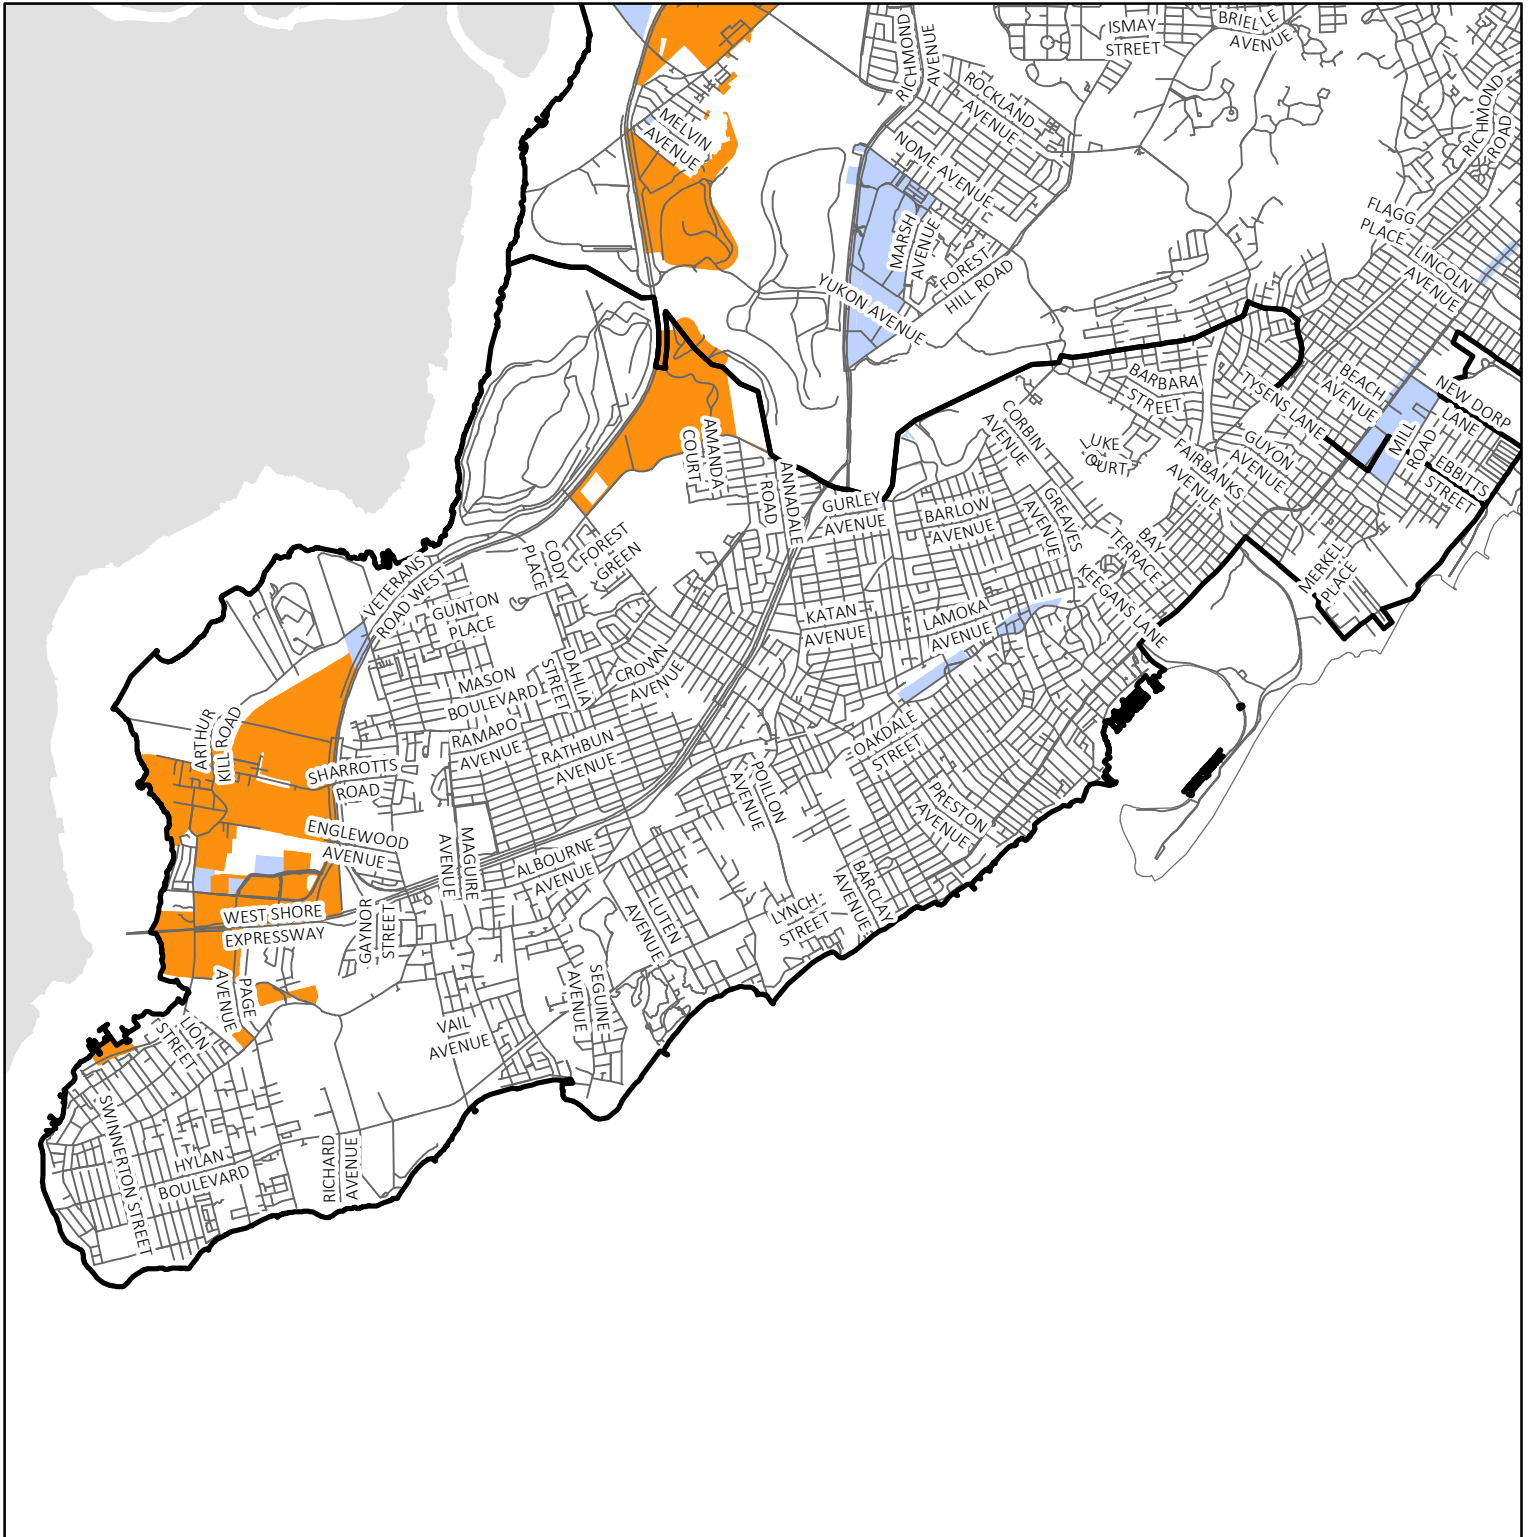 ISMAY
STREET
BRIELLE
AVENUE
RICHMOND
AVENUE
ROCKLAND
AVENUE
RICHMOND
ROAD
MELVIN
AVENUE
NOME AVENUE
FLAGG
PLACE
LINCOLN
AVENUE
MARSH
AVENUE
FOREST
HILL ROAD
YUKON AVENUE
BARBARA
STREET
TYSENS LANE
BEACH
AVENUE
NEW DORP
LANE
MILL
ROAD
EBBITTS
STREET
CORBIN
AVENUE
LUKE
COURT
FAIRBANKS
AVENUE
GUYON
AVENUE
AMANDA
COURT
ANNADALE
ROAD
GURLEY
AVENUE
BARLOW
AVENUE
GREAVES
AVENUE
BAY
TERRACE
MERKEL
PLACE
KEEGANS LANE
FOREST
GREEN
CODY
PLACE
VETERANS
ROAD WEST
GUNTON
PLACE
KATAN
AVENUE
LAMOKA
AVENUE
MASON
BOULEVARD
DAHLIA
STREET
CROWN
AVENUE
ARTHUR
KILL ROAD
RAMAPO
AVENUE
RATHBUN
AVENUE
OAKDALE
STREET
SHARROTTS
ROAD
POILLON
AVENUE
PRESTON
AVENUE
ENGLEWOOD
AVENUE
MAGUIRE
AVENUE
ALBOURNE
AVENUE
BARCLAY
AVENUE
WEST SHORE
EXPRESSWAY
GAYNOR
STREET
LUTEN
AVENUE
LYNCH
STREET
PAGE
AVENUE
SEGUINE
AVENUE
LION
STREET
VAIL
AVENUE
SWINNERTON STREET
HYLAN
BOULEVARD
RICHARD
AVENUE